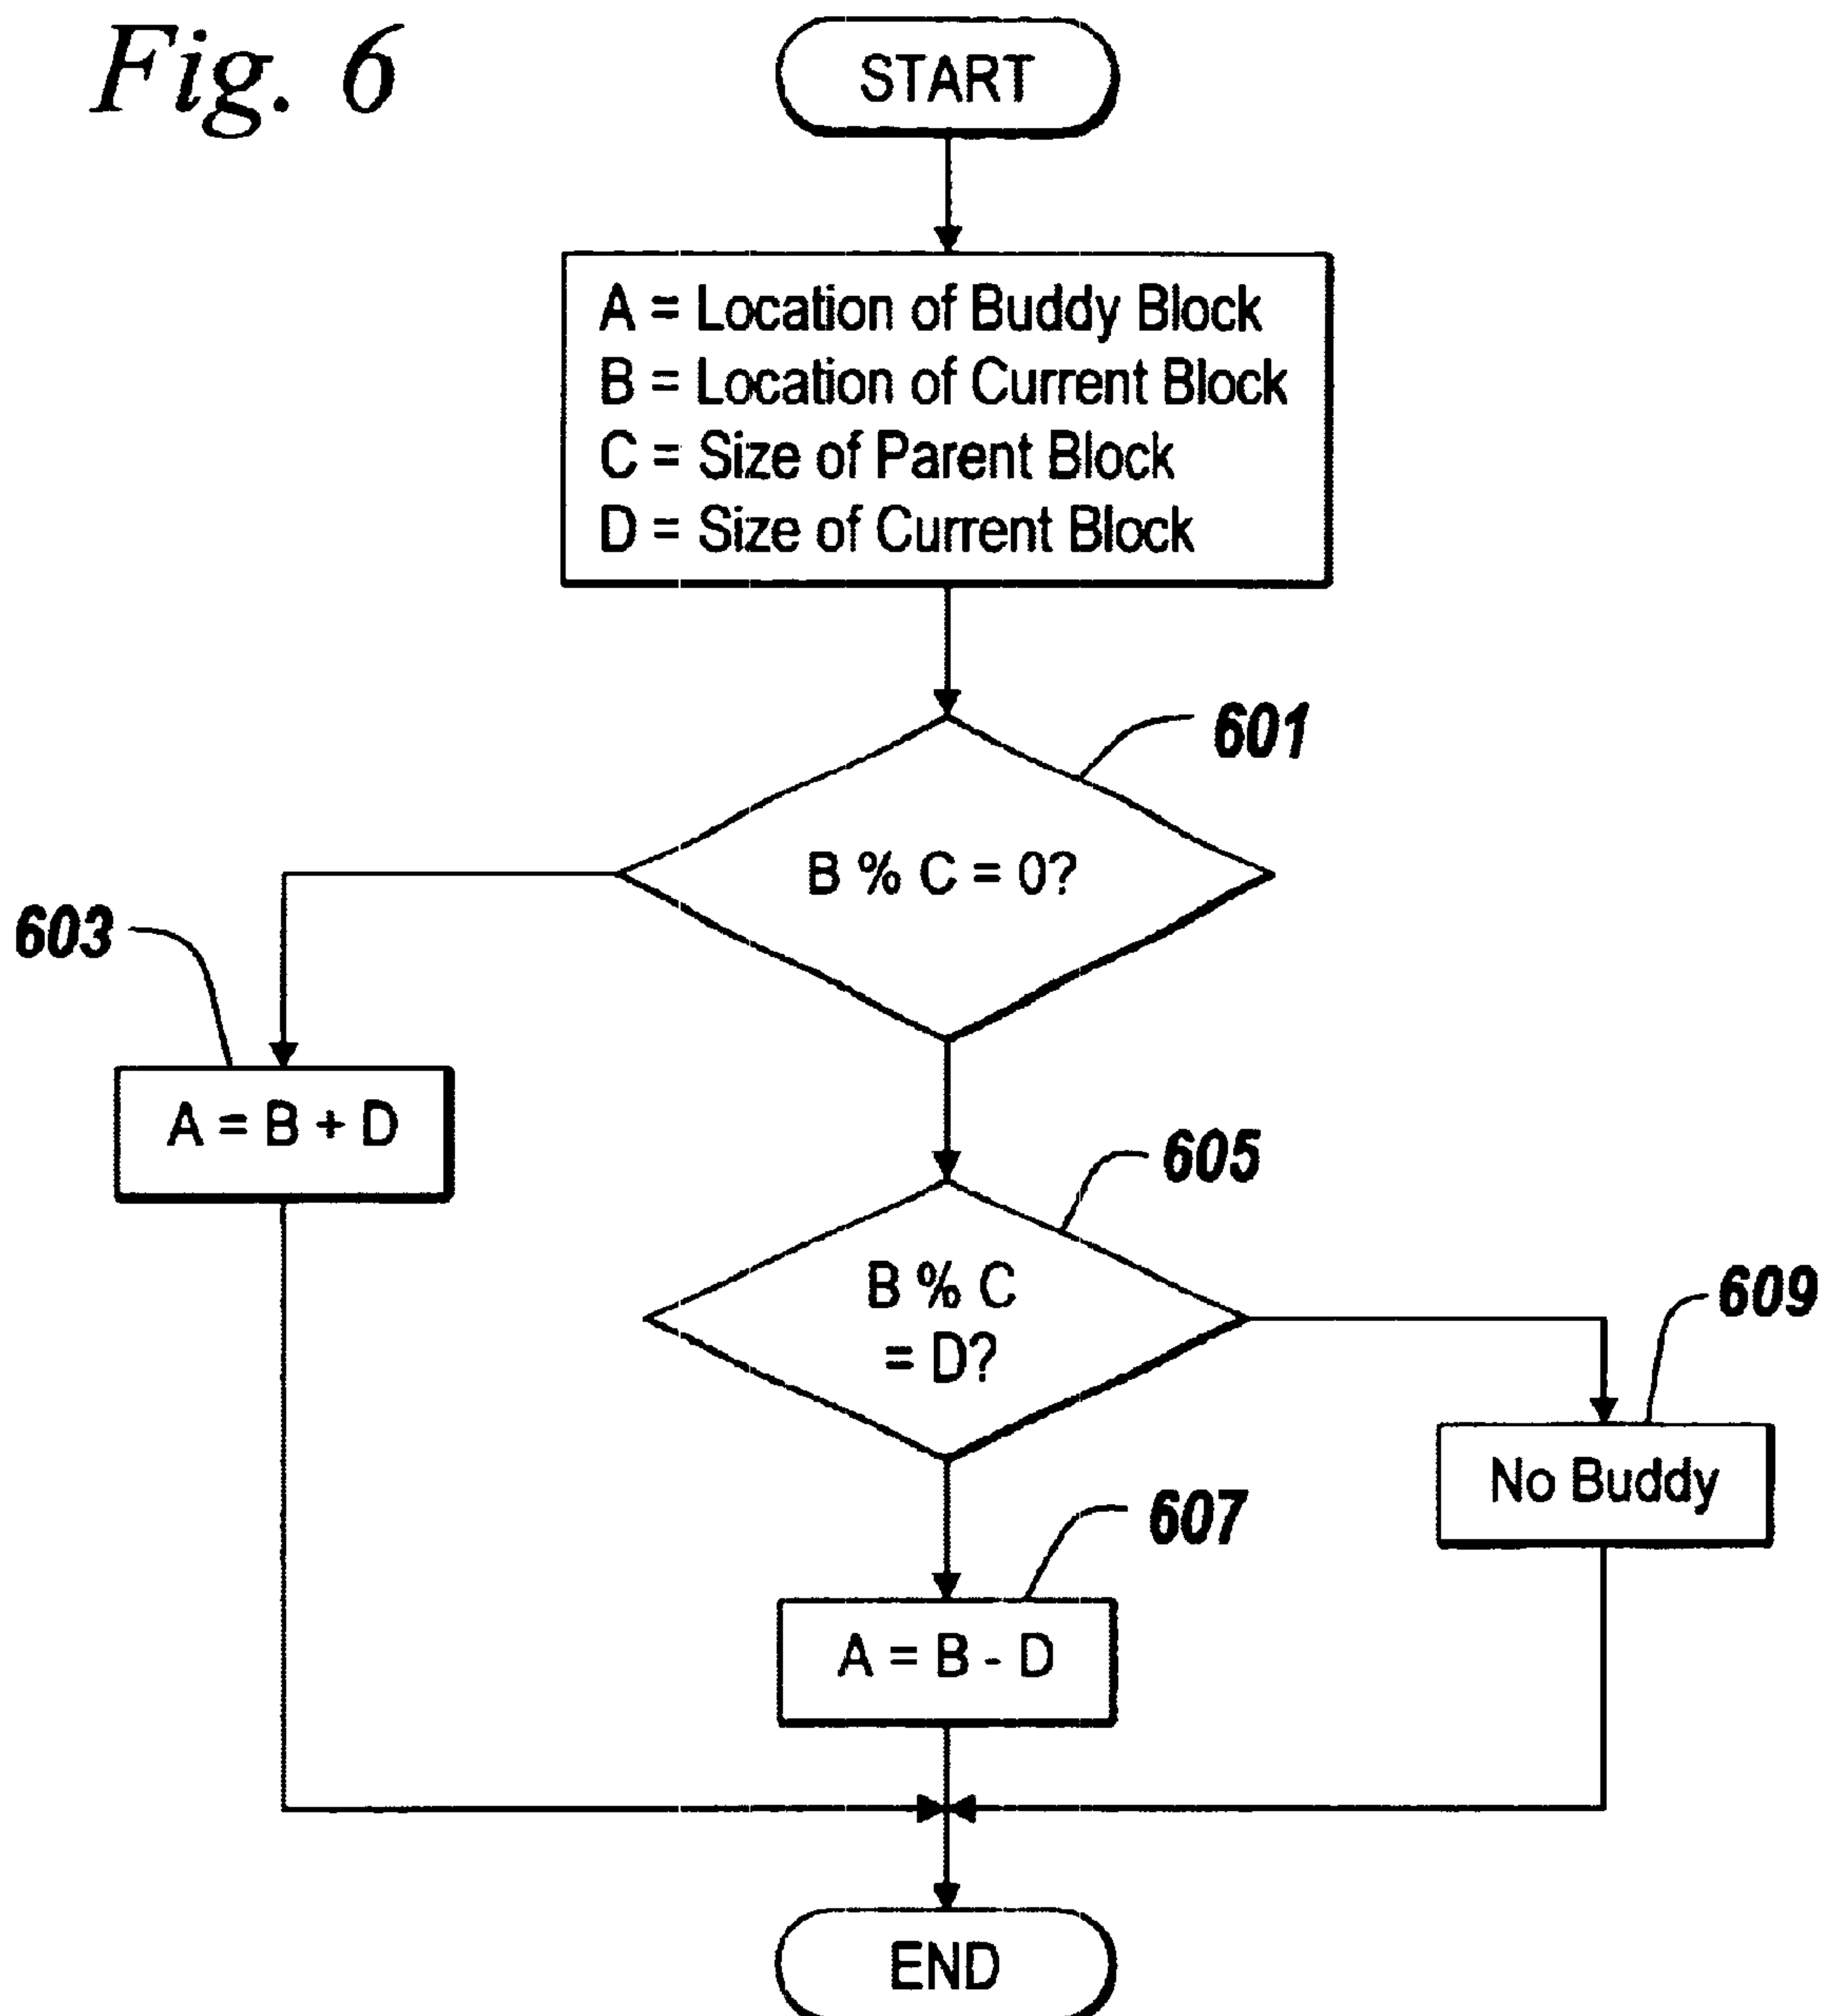 Fig. 6
START
A = Location of Buddy Block
B = Location of Current Block
C = Size of Parent Block
D = Size of Current Block
601
B % C = 0?
603
A = B + D
605
B % C
= D?
609
No Buddy
607
A = B - D
END